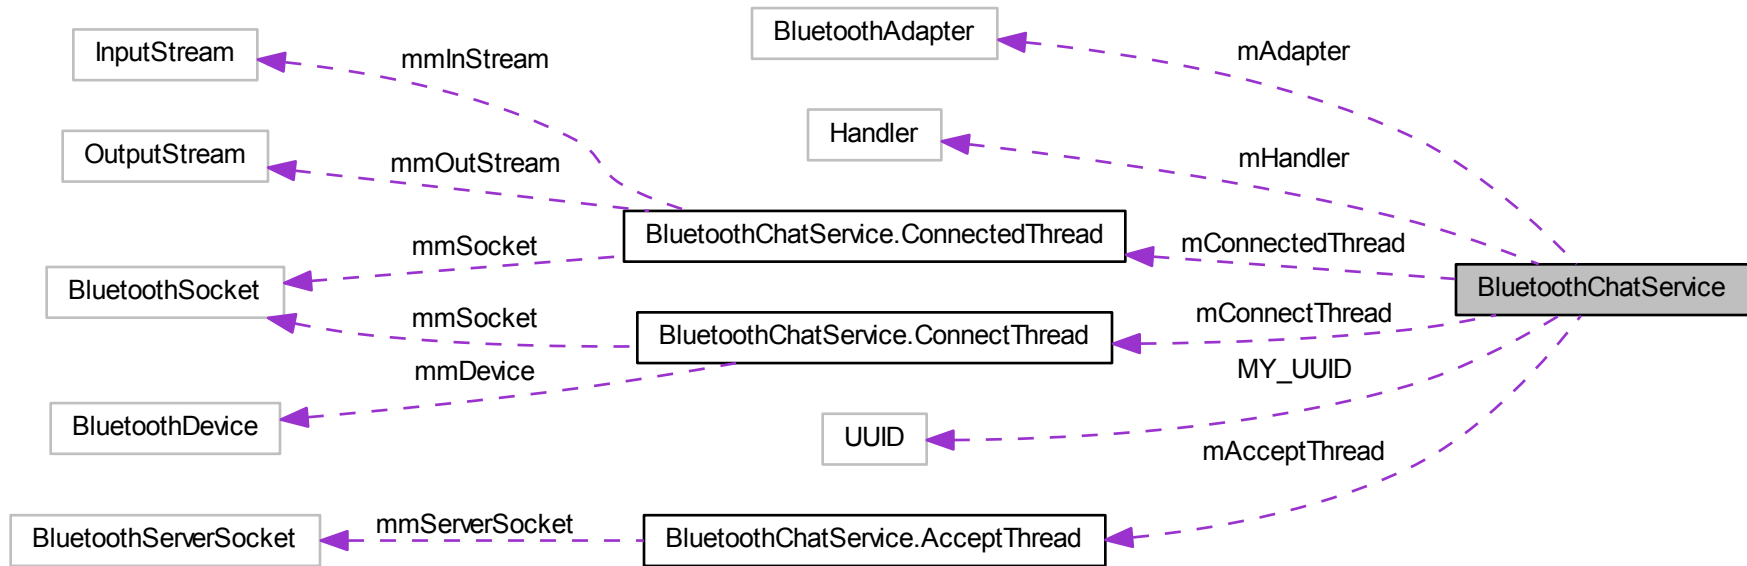 BluetoothAdapter
InputStream
mmInStream
mAdapter
Handler
OutputStream
mmOutStream
mHandler
BluetoothChatService.ConnectedThread
mmSocket
mConnectedThread
BluetoothSocket
BluetoothChatService
mmSocket
BluetoothChatService.ConnectThread
mConnectThread
mmDevice
MY_UUID
BluetoothDevice
UUID
mAcceptThread
mmServerSocket
BluetoothServerSocket
BluetoothChatService.AcceptThread